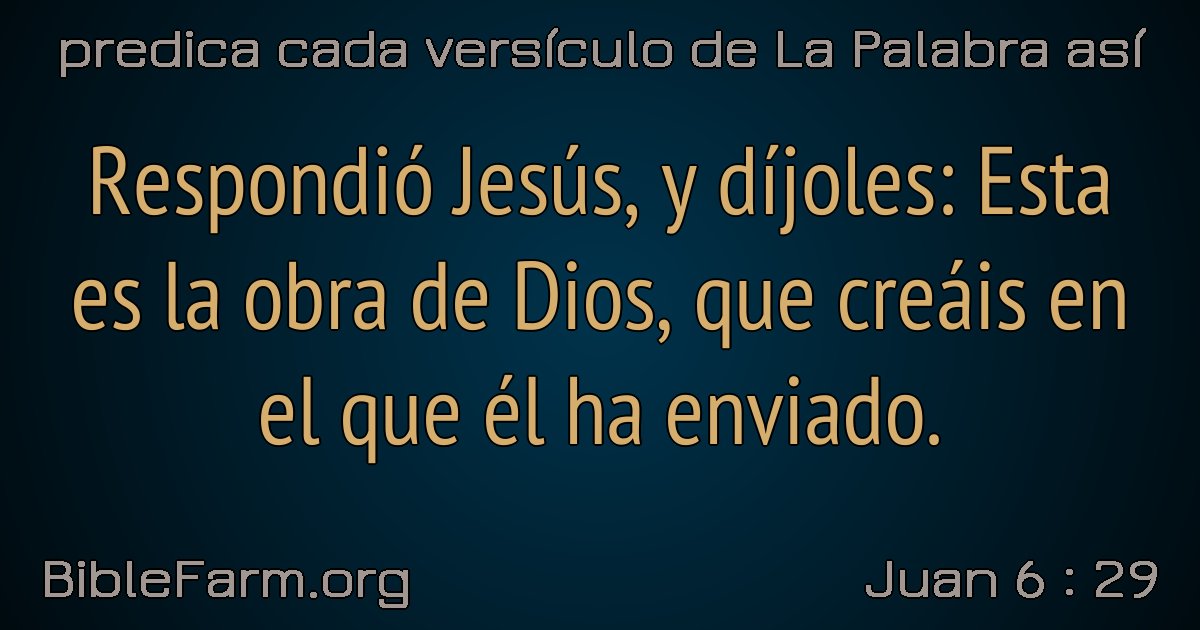 predica cada versículo de La Palabra así
Respondió Jesús, y díjoles: Esta
es la obra de Dios, que creáis en
el que él ha enviado.
BibleFarm.org
Juan 6 : 29